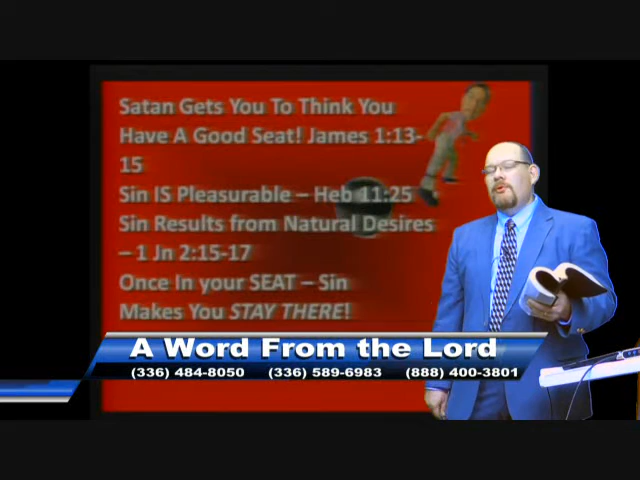 Satan Gets You To Think You
Have A Good Seat! James 1:13-
15
Sin IS Pleasurable – Heb 11:25
Sin Results from Natural Desires
– 1 Jn 2:15-17
Once In your SEAT – Sin
Makes You STAY THERE!
A Word From the Lord
(336) 484-8050 (336) 589-6983 (888) 400-3801